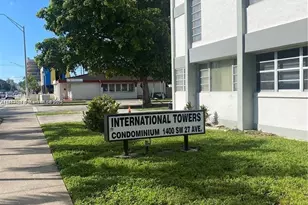 INTERNATIONAL TOWERS
CONDOMINIUM 1400 SW 27 AVE.